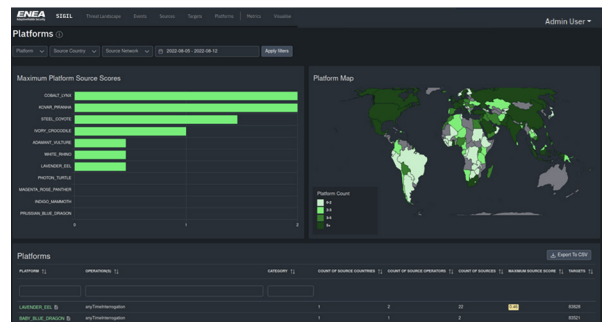 ENEA SIGIL Threat Landscape Events Sources Targets Platforms Metrics Visualise
Admin User
Platforms
Platform Source Country Source Network 2022-08-05 - 2022-08-12 Apply filters
Maximum Platform Source Scores
COBALT_LYNX
KOVAR_PIRANHA
STEEL_COYOTE
IVORY_CROCODILE
ADAMANT_VULTURE
WHITE_RHINO
LAVENDER_EEL
PHOTON_TURTLE
MAGENTA_ROSE_PANTHER
INDIGO_MAMMOTH
PRUSSIAN_BLUE_DRAGON
0 1 2
Platform Map
Platform Count
Platforms
Export To CSV
PLATFORM OPERATION(S) CATEGORY COUNT OF SOURCE COUNTRIES COUNT OF SOURCE OPERATORS COUNT OF SOURCES MAXIMUM SOURCE SCORE TARGETS
LAVENDER_EEL anyTimeInterrogation 1 2 22
BABY_BLUE_DRAGON anyTimeInterrogation 1 1 2